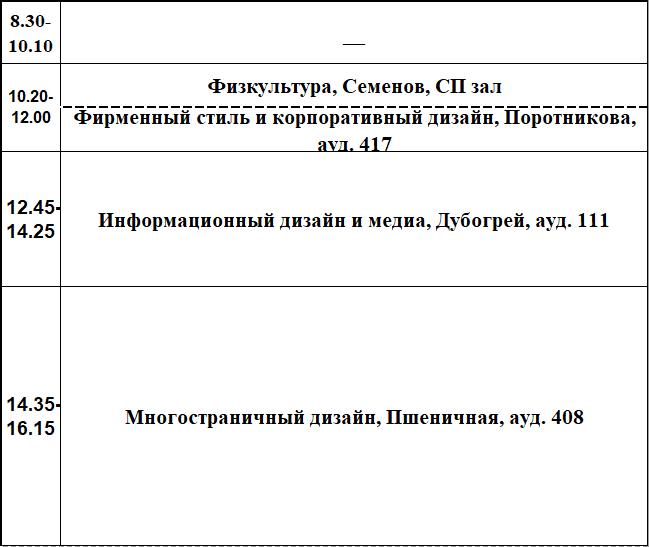 8.30-
10.10
—
10.20-
12.00
Физкультура, Семенов, СП зал
Фирменный стиль и корпоративный дизайн, Поротникова,
ауд. 417
12.45-
14.25
Информационный дизайн и медиа, Дубогрей, ауд. 111
14.35-
16.15
Многостраничный дизайн, Пшеничная, ауд. 408